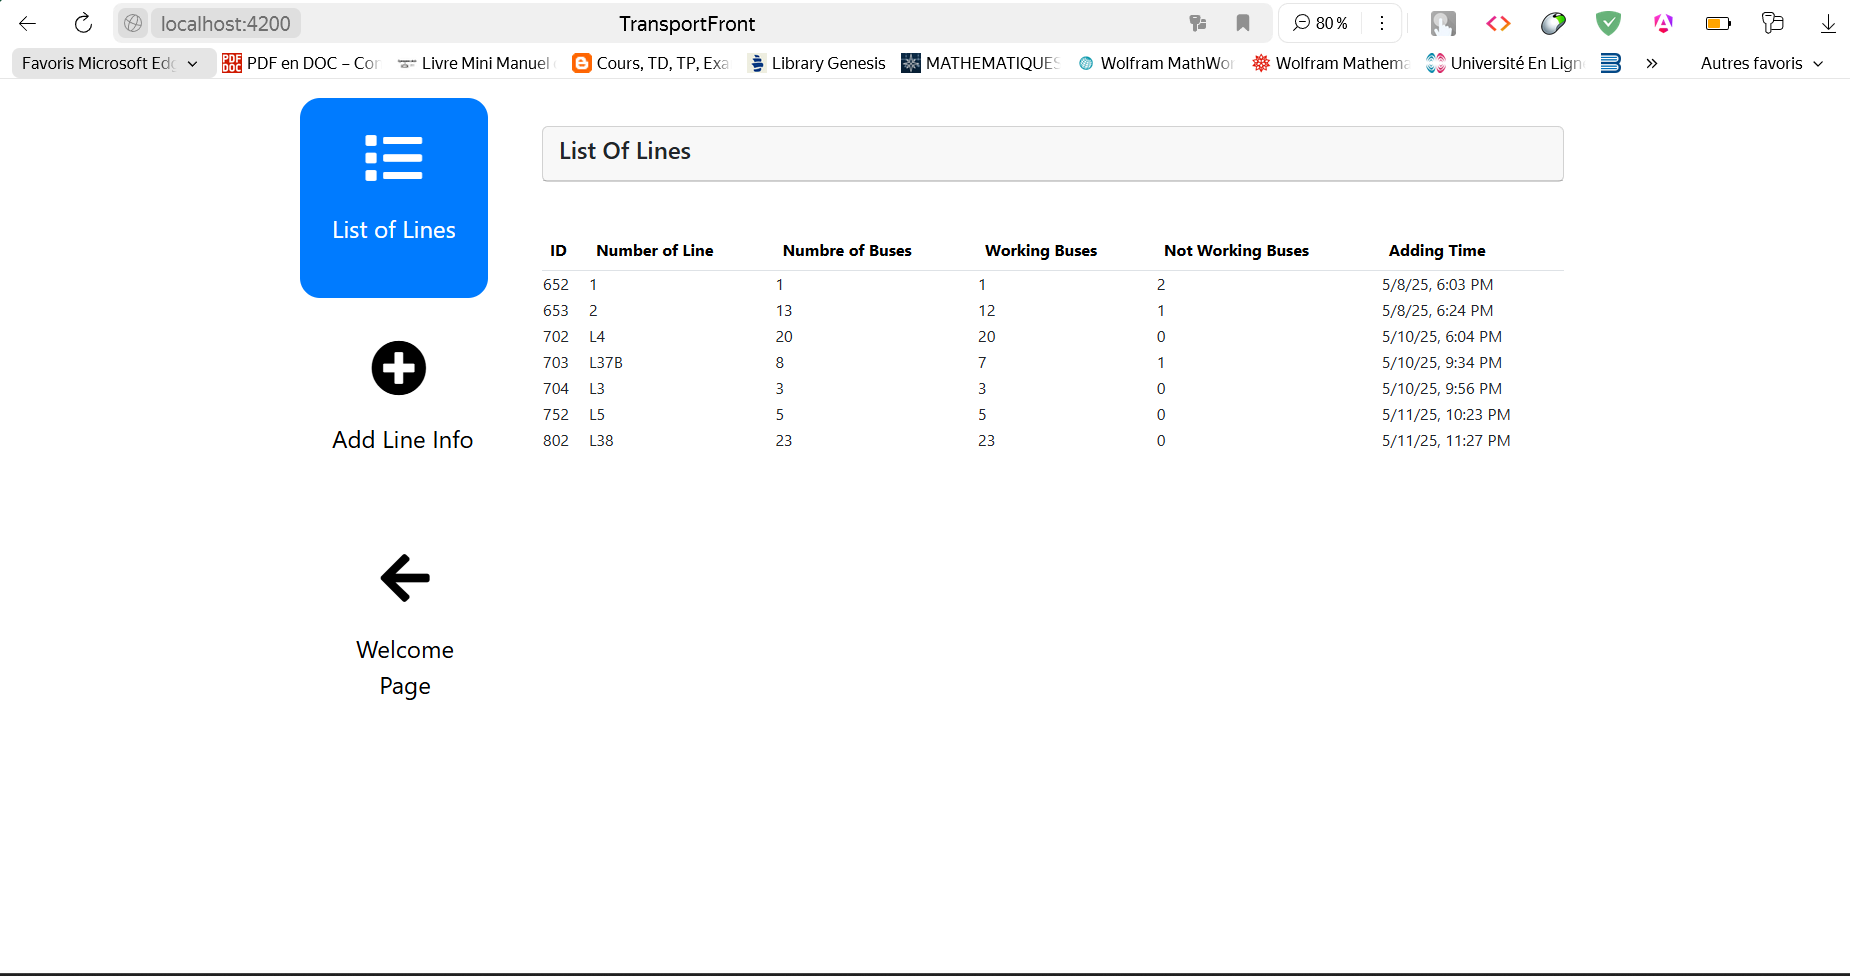 localhost:4200 TransportFront 80 %
Favoris Microsoft Edg PDF en DOC – Con Livre Mini Manuel Cours, TD, TP, Exa Library Genesis MATHEMATIQUES Wolfram MathWor Wolfram Mathema Université En Lign Autres favoris
List of Lines
Add Line Info
Welcome
Page
List Of Lines
ID Number of Line Numbre of Buses Working Buses Not Working Buses Adding Time
652 1 1 1 2 5/8/25, 6:03 PM
653 2 13 12 1 5/8/25, 6:24 PM
702 L4 20 20 0 5/10/25, 6:04 PM
703 L37B 8 7 1 5/10/25, 9:34 PM
704 L3 3 3 0 5/10/25, 9:56 PM
752 L5 5 5 0 5/11/25, 10:23 PM
802 L38 23 23 0 5/11/25, 11:27 PM